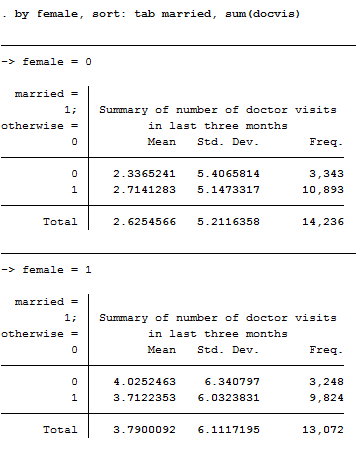 . by female, sort: tab married, sum(docvis)
-> female = 0
married =
1; Summary of number of doctor visits
otherwise = in last three months
0 Mean Std. Dev. Freq.
0 2.3365241 5.4065814 3,343
1 2.7141283 5.1473317 10,893
Total 2.6254566 5.2116358 14,236
-> female = 1
married =
1; Summary of number of doctor visits
otherwise = in last three months
0 Mean Std. Dev. Freq.
0 4.0252463 6.340797 3,248
1 3.7122353 6.0323831 9,824
Total 3.7900092 6.1117195 13,072